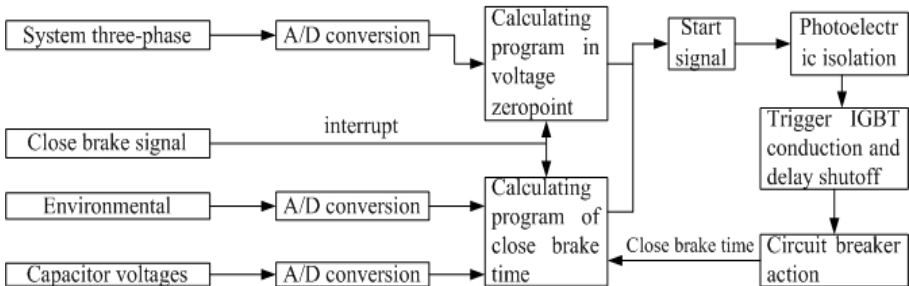 System three-phase
A/D conversion
Calculating
program in
voltage
zeropoint
Start
signal
Photoelectr
ic isolation
Close brake signal
interrupt
Trigger IGBT
conduction and
delay shutoff
Environmental
A/D conversion
Calculating
program of
close brake
time
Close brake time
Circuit breaker
action
Capacitor voltages
A/D conversion